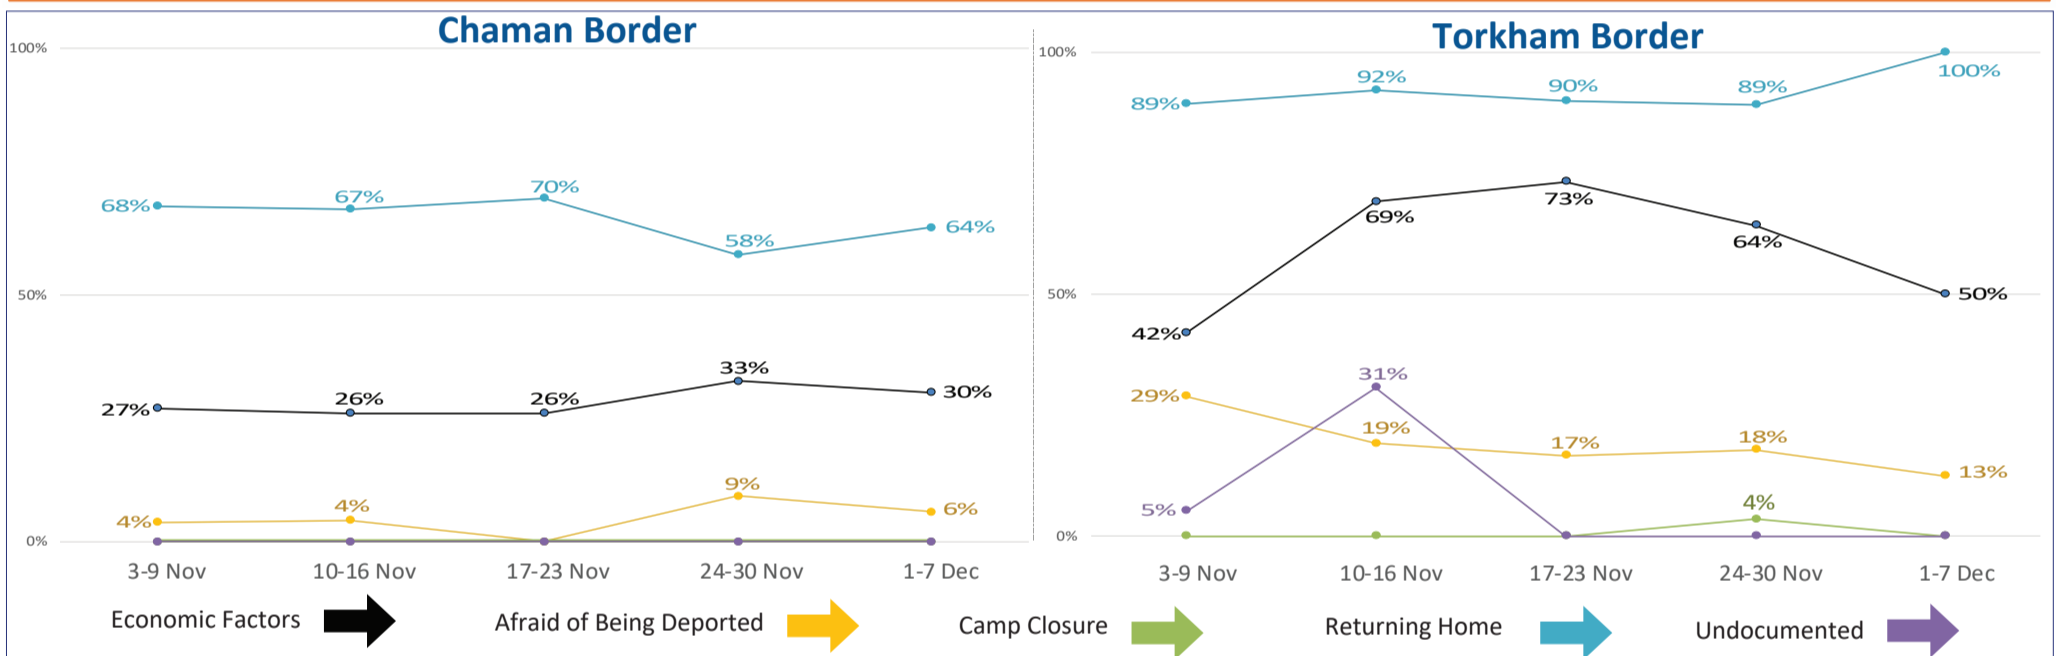 Chaman Border
100%
50%
0%
68%
67%
70%
58%
64%
27%
26%
26%
33%
30%
4%
4%
9%
6%
3-9 Nov
10-16 Nov
17-23 Nov
24-30 Nov
1-7 Dec
Torkham Border
100%
50%
0%
89%
92%
90%
89%
100%
42%
69%
73%
64%
50%
29%
19%
17%
18%
13%
5%
31%
4%
3-9 Nov
10-16 Nov
17-23 Nov
24-30 Nov
1-7 Dec
Economic Factors
Afraid of Being Deported
Camp Closure
Returning Home
Undocumented